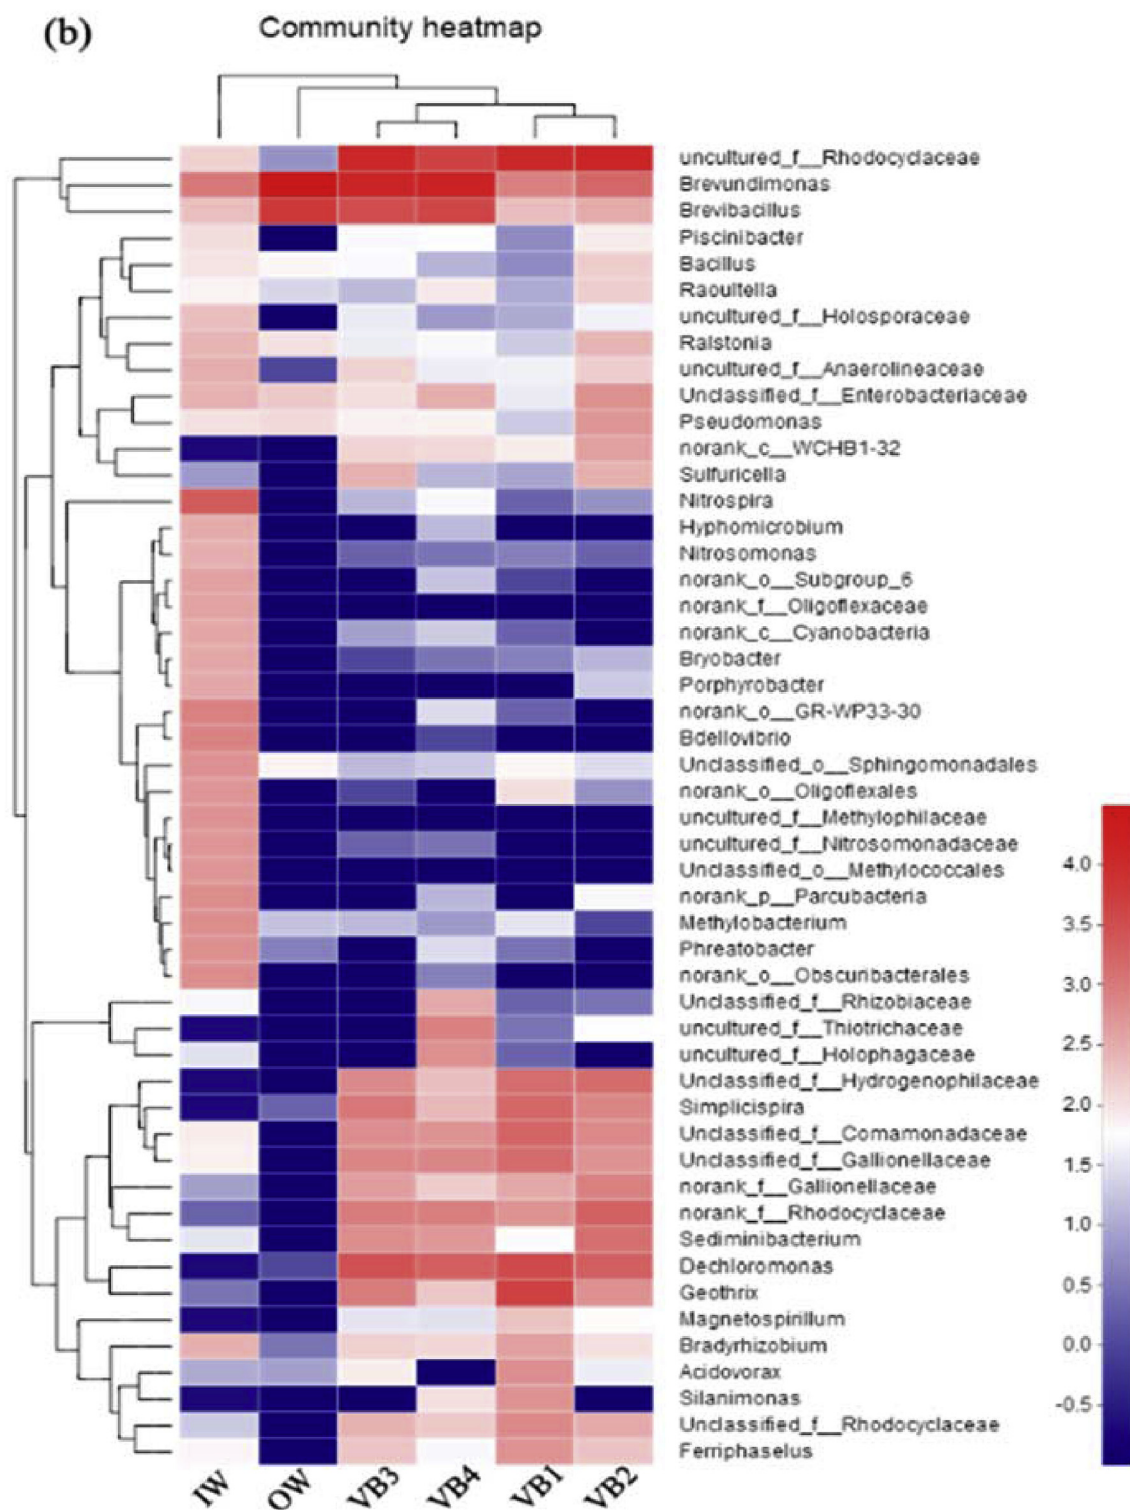 (b)
Community heatmap
uncultured_f__Rhodocyclaceae
Brevundimonas
Brevibacillus
Piscinibacter
Bacillus
Raoultella
uncultured_f__Holosporaceae
Ralstonia
uncultured_f__Anaerolineaceae
Unclassified_f__Enterobacteriaceae
Pseudomonas
norank_c__WCHB1-32
Sulfuricella
Nitrospira
Hyphomicrobium
Nitrosomonas
norank_o__Subgroup_6
norank_f__Oligoflexaceae
norank_c__Cyanobacteria
Bryobacter
Porphyrobacter
norank_o__GR-WP33-30
Bdellovibrio
Unclassified_o__Sphingomonadales
norank_o__Oligoflexales
uncultured_f__Methylophilaceae
uncultured_f__Nitrosomonadaceae
Unclassified_o__Methylococcales
norank_p__Parcubacteria
Methylobacterium
Phreatobacter
norank_o__Obscuribacterales
Unclassified_f__Rhizobiaceae
uncultured_f__Thiotrichaceae
uncultured_f__Holophagaceae
Unclassified_f__Hydrogenophilaceae
Simplicispira
Unclassified_f__Comamonadaceae
Unclassified_f__Gallionellaceae
norank_f__Gallionellaceae
norank_f__Rhodocyclaceae
Sediminibacterium
Dechloromonas
Geothrix
Magnetospirillum
Bradyrhizobium
Acidovorax
Silanimonas
Unclassified_f__Rhodocyclaceae
Ferriphaselus
4.0
3.5
3.0
2.5
2.0
1.5
1.0
0.5
0.0
-0.5
IW OW VB3 VB4 VB1 VB2